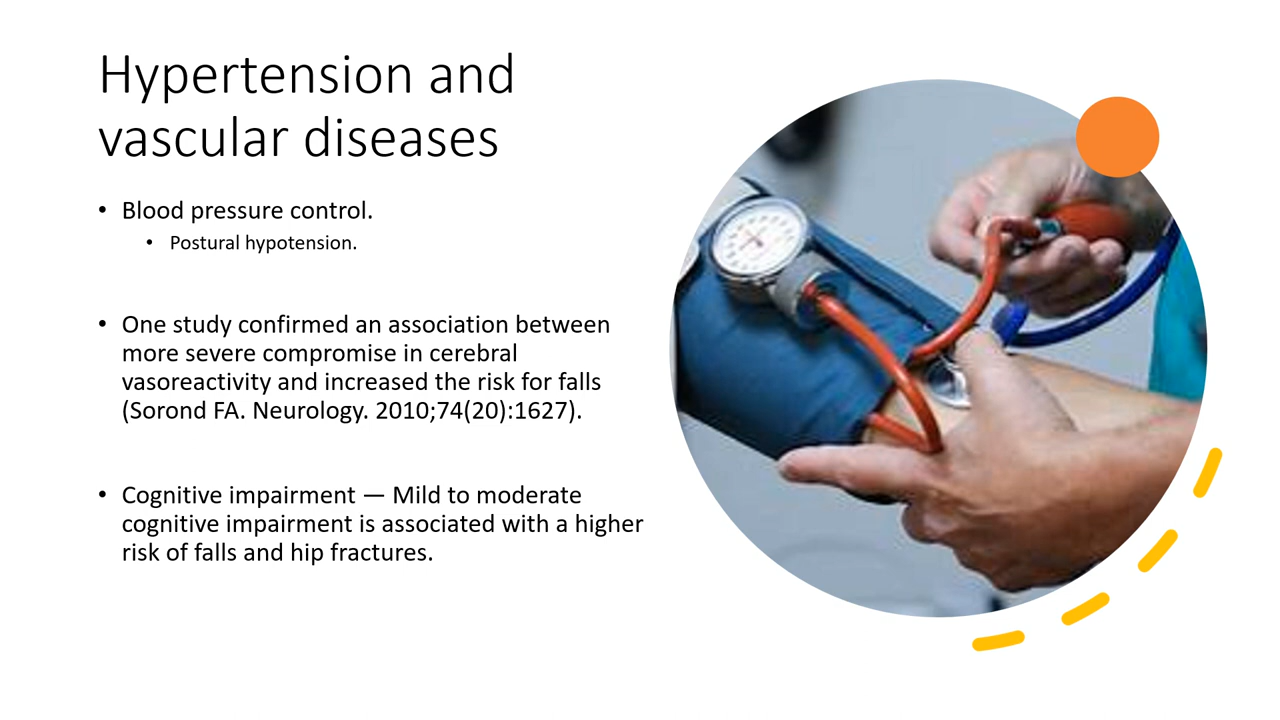 Hypertension and
vascular diseases
• Blood pressure control.
• Postural hypotension.
• One study confirmed an association between
more severe compromise in cerebral
vasoreactivity and increased the risk for falls
(Sorond FA. Neurology. 2010;74(20):1627).
• Cognitive impairment — Mild to moderate
cognitive impairment is associated with a higher
risk of falls and hip fractures.